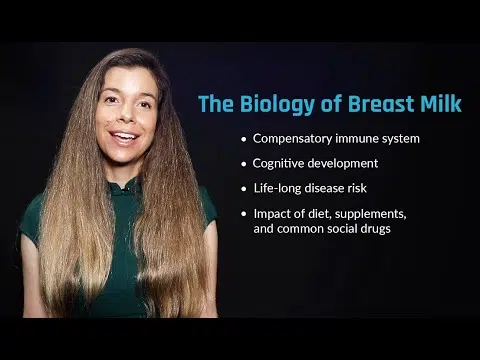 The Biology of Breast Milk
• Compensatory immune system
• Cognitive development
• Life-long disease risk
• Impact of diet, supplements,
and common social drugs